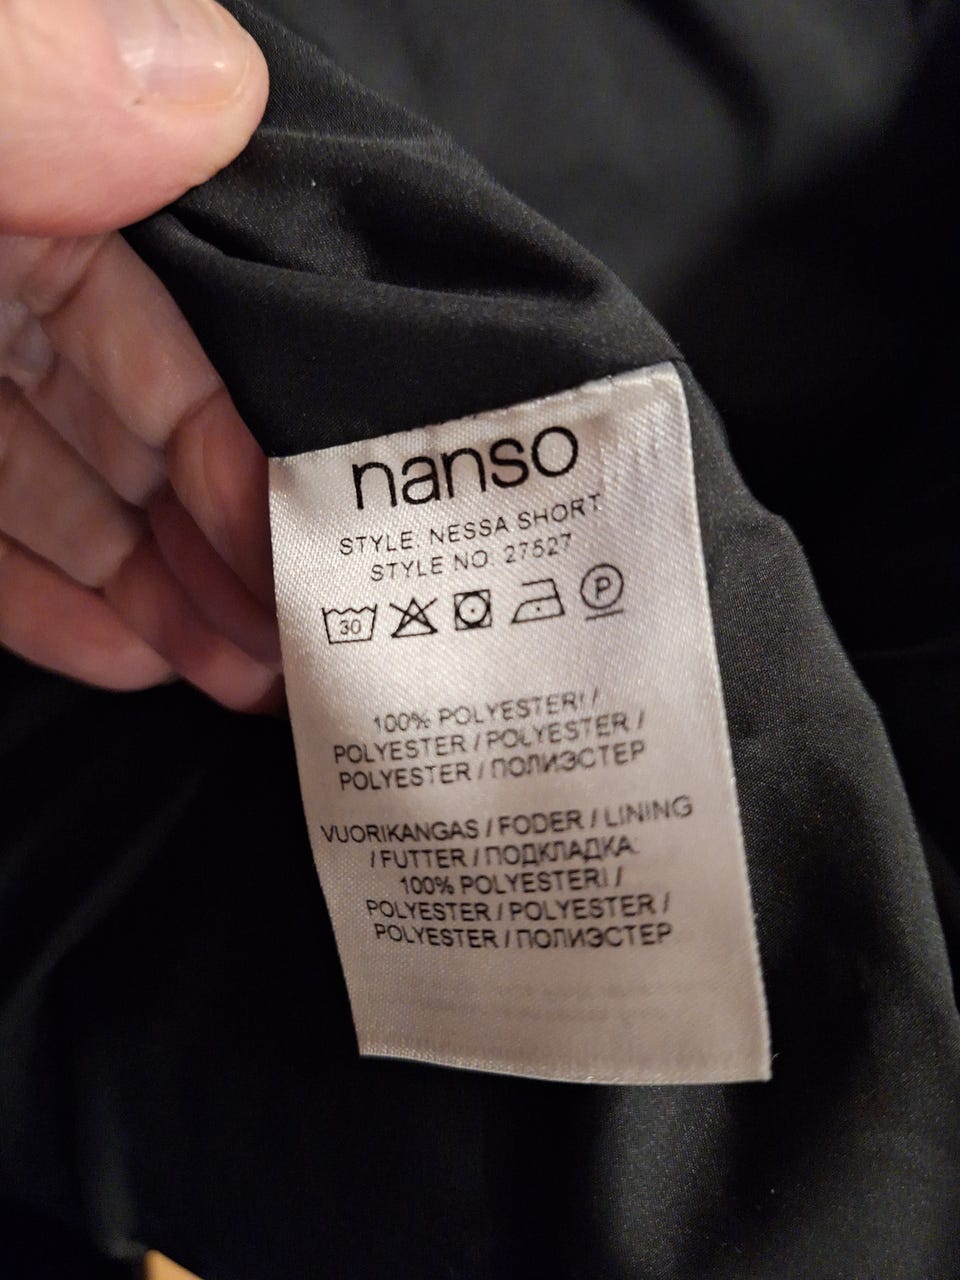 nanso
STYLE NESSA SHORT
STYLE NO. 27527
30 P
100% POLYESTERI /
POLYESTER / POLYESTER /
POLYESTER / ПОЛИЭСТЕР
VUORIKANGAS / FODER / LINING
/ FUTTER / ПОДКЛАДКА:
100% POLYESTERI /
POLYESTER / POLYESTER /
POLYESTER / ПОЛИЭСТЕР